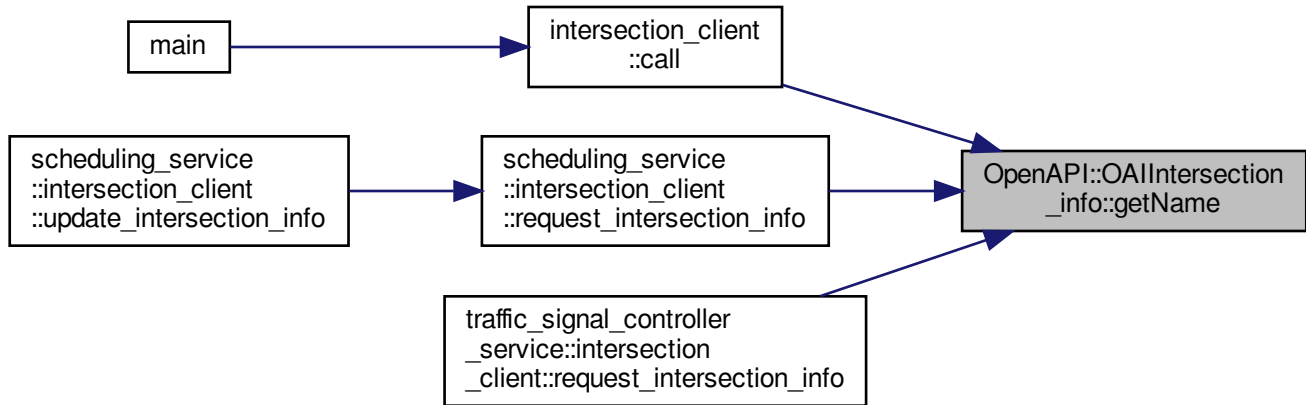 main
intersection_client
::call
scheduling_service
::intersection_client
::update_intersection_info
scheduling_service
::intersection_client
::request_intersection_info
traffic_signal_controller
_service::intersection
_client::request_intersection_info
OpenAPI::OAIIntersection
_info::getName